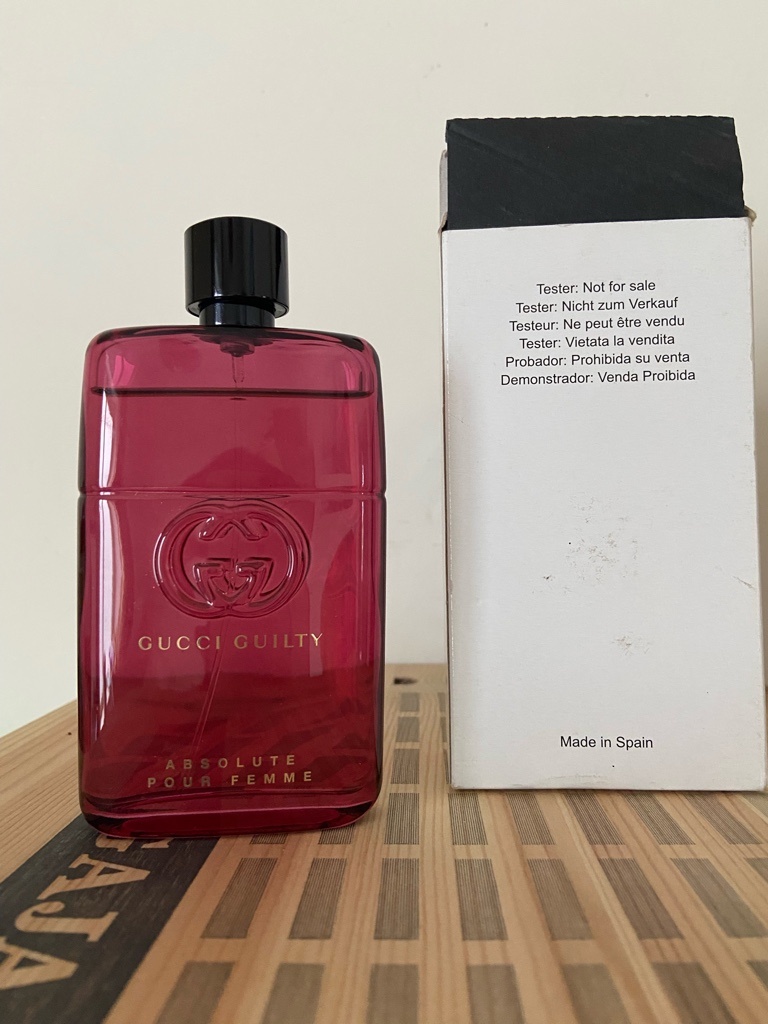 GUCCI GUILTY
ABSOLUTE
POUR FEMME
Tester: Not for sale
Tester: Nicht zum Verkauf
Testeur: Ne peut être vendu
Tester: Vietata la vendita
Probador: Prohibida su venta
Demonstrador: Venda Proibida
Made in Spain
AJA